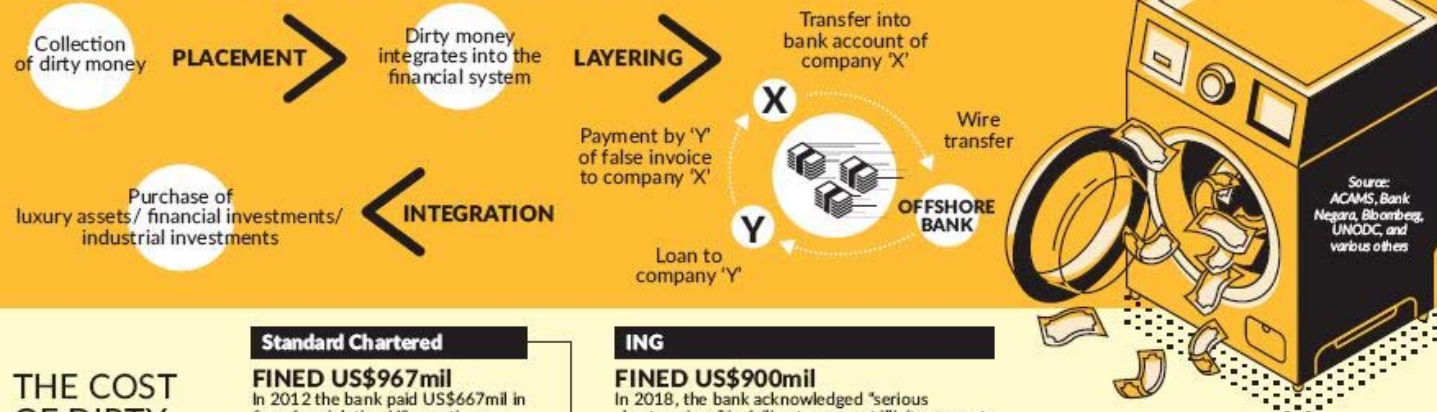 Collection
of dirty money
PLACEMENT
Dirty money
integrates into the
financial system
LAYERING
Transfer into
bank account of
company 'X'
X
Wire
transfer
OFFSHORE
BANK
Loan to
company 'Y'
Y
Payment by 'Y'
of false invoice
to company 'X'
INTEGRATION
Purchase of
luxury assets/ financial investments/
industrial investments
Source:
ACAMS, Bank
Negara, Bloomberg,
UNODC, and
various others
THE COST
OF DIRTY
Standard Chartered
FINED US$967mil
In 2012 the bank paid US$667mil in
ING
FINED US$900mil
In 2018, the bank acknowledged "serious